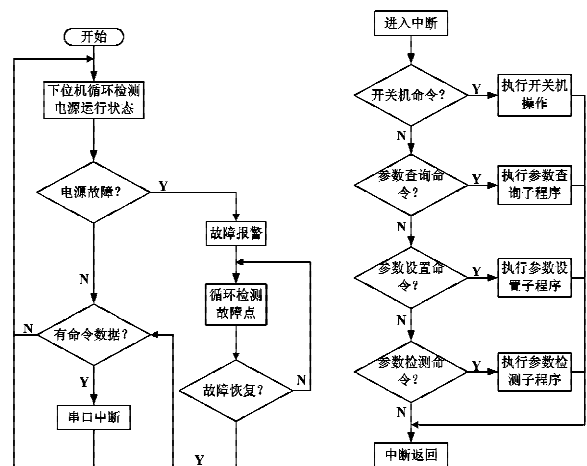 开始
下位机循环检测
电源运行状态
电源故障?
Y
N
故障报警
循环检测
故障点
有命令数据?
N
Y
故障恢复?
N
串口中断
Y
进入中断
开关机命令?
Y
执行开关机
操作
N
参数查询命
令?
Y
执行参数查
询子程序
N
参数设置命
令?
Y
执行参数设
置子程序
N
参数检测命
令?
Y
执行参数检
测子程序
N
中断返回